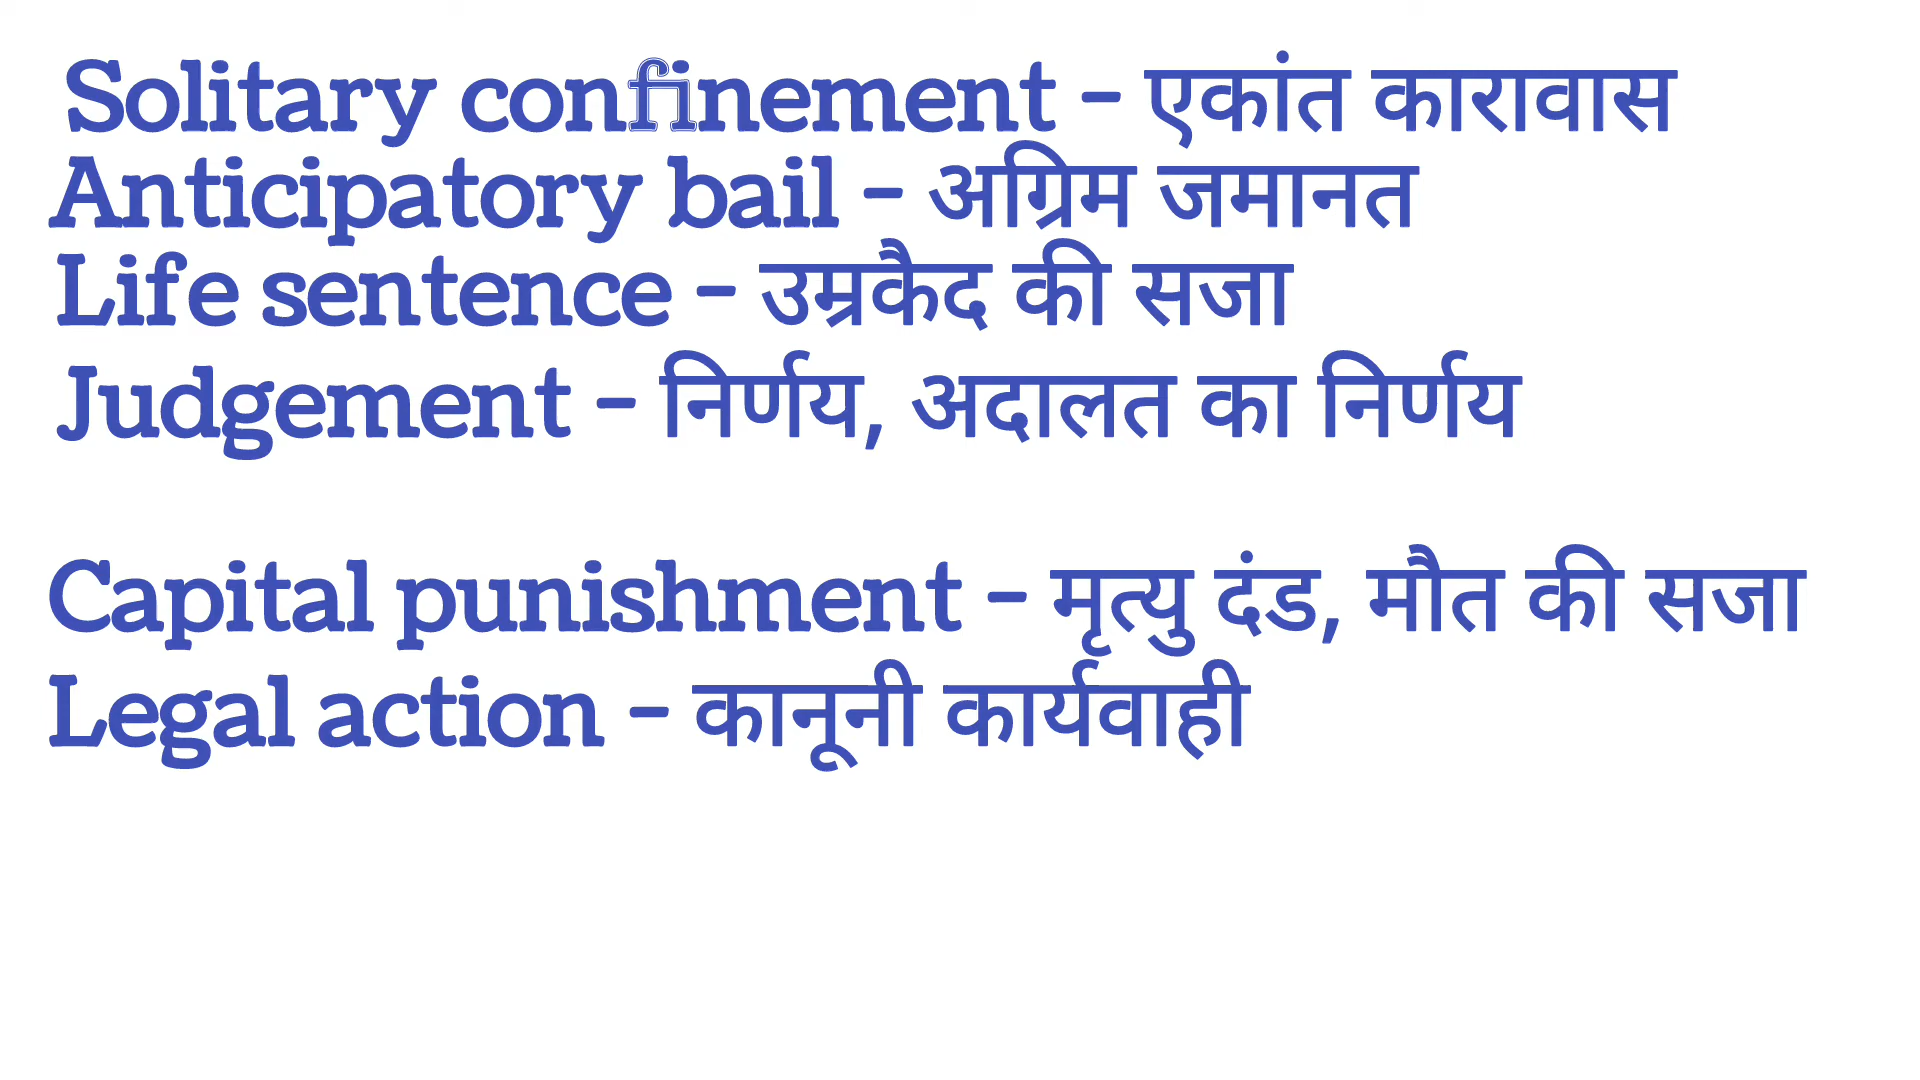 Solitary confinement - एकांत कारावास
Anticipatory bail - अग्रिम जमानत
Life sentence - उम्रकैद की सजा
Judgement - निर्णय, अदालत का निर्णय
Capital punishment - मृत्यु दंड, मौत की सजा
Legal action - कानूनी कार्यवाही